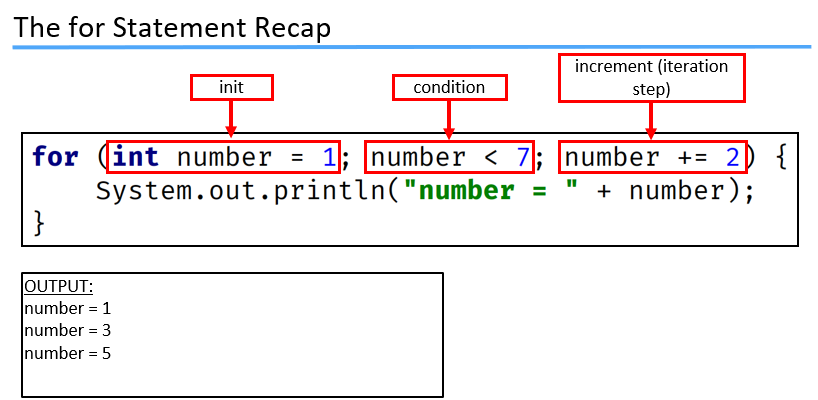 The for Statement Recap
init
condition
increment (iteration
step)
for (int number = 1; number < 7; number += 2) {
    System.out.println("number = " + number);
}
OUTPUT:
number = 1
number = 3
number = 5